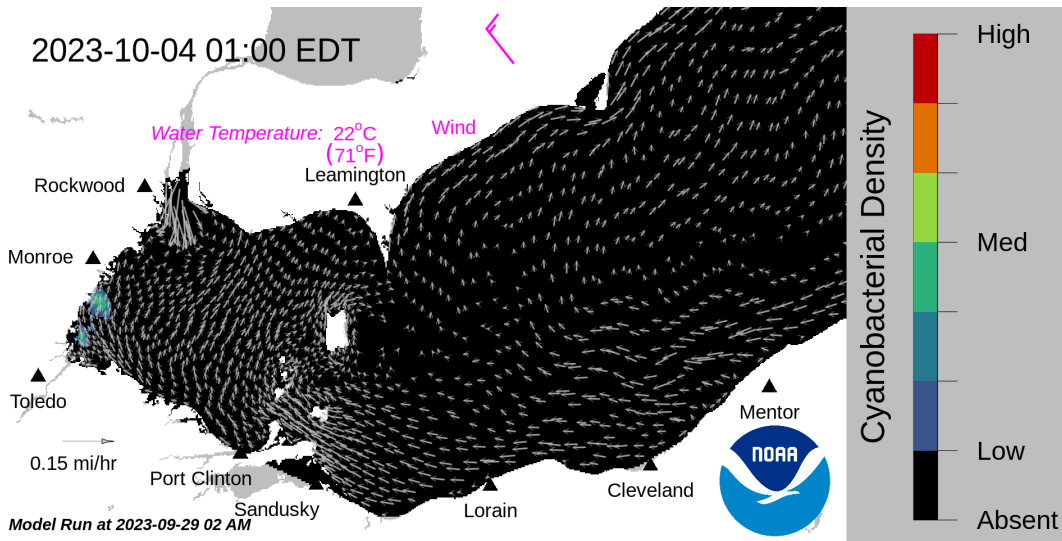 2023-10-04 01:00 EDT
Wind
Water Temperature: 22°C
(71°F)
Leamington
Rockwood
Monroe
Toledo
0.15 mi/hr
Port Clinton
Sandusky
Lorain
Cleveland
Mentor
NOAA
Model Run at 2023-09-29 02 AM
Cyanobacterial Density
High
Med
Low
Absent